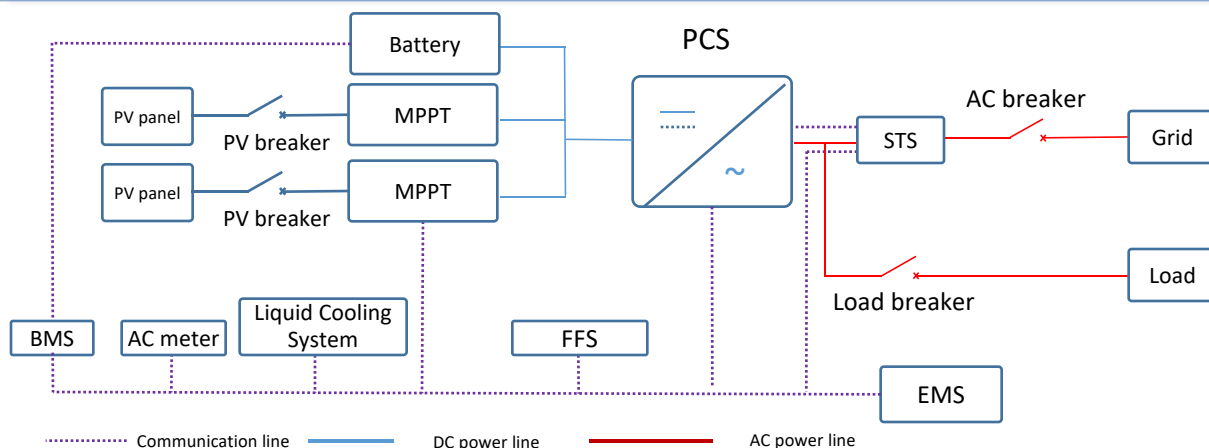 Battery
PCS
PV panel
PV breaker
MPPT
AC breaker
STS
Grid
PV panel
PV breaker
MPPT
~
Load
Load breaker
BMS
AC meter
Liquid Cooling
System
FFS
EMS
Communication line
DC power line
AC power line